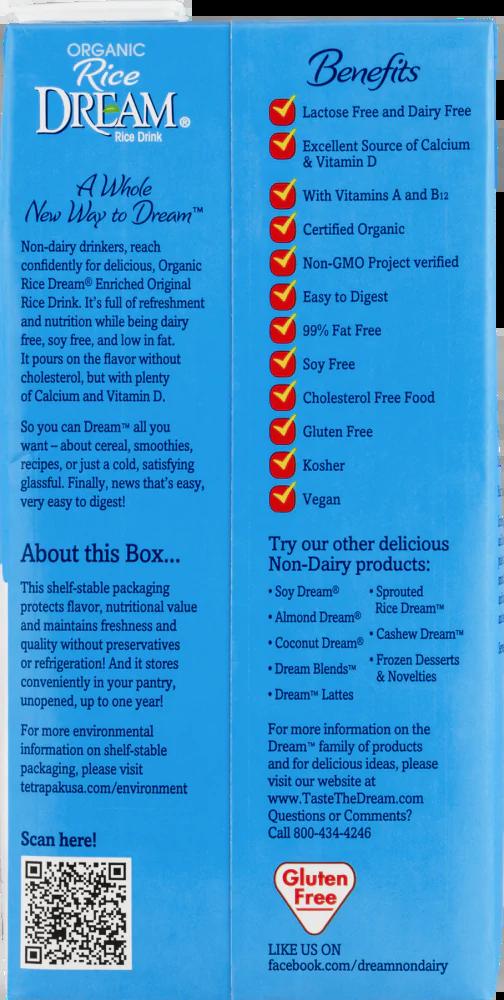 ORGANIC
Rice
DREAM®
Rice Drink
A Whole
New Way to Dream™
Non-dairy drinkers, reach
confidently for delicious, Organic
Rice Dream® Enriched Original
Rice Drink. It's full of refreshment
and nutrition while being dairy
free, soy free, and low in fat.
It pours on the flavor without
cholesterol, but with plenty
of Calcium and Vitamin D.
So you can Dream™ all you
want – about cereal, smoothies,
recipes, or just a cold, satisfying
glassful. Finally, news that's easy,
very easy to digest!
About this Box...
This shelf-stable packaging
protects flavor, nutritional value
and maintains freshness and
quality without preservatives
or refrigeration! And it stores
conveniently in your pantry,
unopened, up to one year!
For more environmental
information on shelf-stable
packaging, please visit
tetrapakusa.com/environment
Scan here!
Benefits
Lactose Free and Dairy Free
Excellent Source of Calcium
& Vitamin D
With Vitamins A and B12
Certified Organic
Non-GMO Project verified
Easy to Digest
99% Fat Free
Soy Free
Cholesterol Free Food
Gluten Free
Kosher
Vegan
Try our other delicious
Non-Dairy products:
• Soy Dream®
• Almond Dream®
• Coconut Dream®
• Dream Blends™
• Dream™ Lattes
• Sprouted
Rice Dream™
• Cashew Dream™
• Frozen Desserts
& Novelties
For more information on the
Dream™ family of products
and for delicious ideas, please
visit our website at
www.TasteTheDream.com
Questions or Comments?
Call 800-434-4246
Gluten
Free
LIKE US ON
facebook.com/dreamnondairy